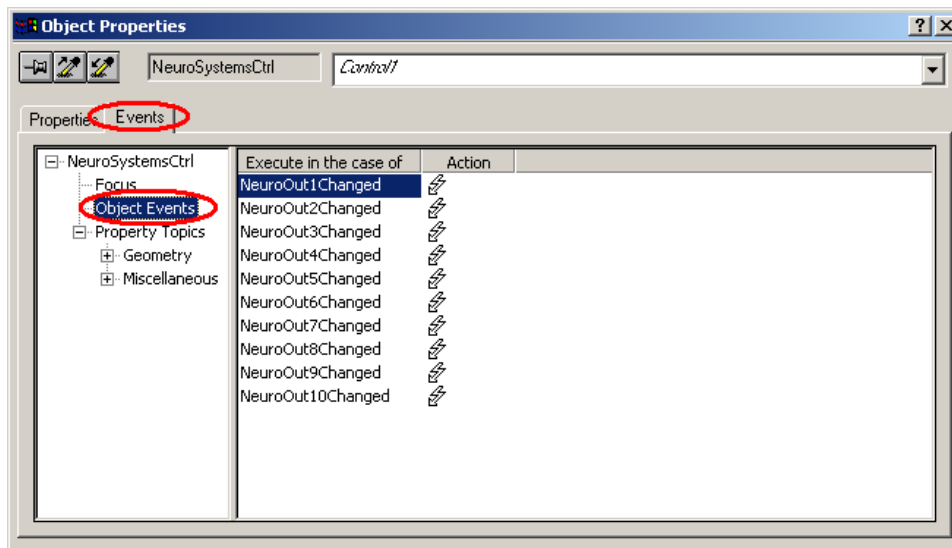 Object Properties
NeuroSystemsCtrl
Control1
Properties
Events
NeuroSystemsCtrl
Focus
Object Events
Property Topics
Geometry
Miscellaneous
Execute in the case of Action
NeuroOut1Changed
NeuroOut2Changed
NeuroOut3Changed
NeuroOut4Changed
NeuroOut5Changed
NeuroOut6Changed
NeuroOut7Changed
NeuroOut8Changed
NeuroOut9Changed
NeuroOut10Changed